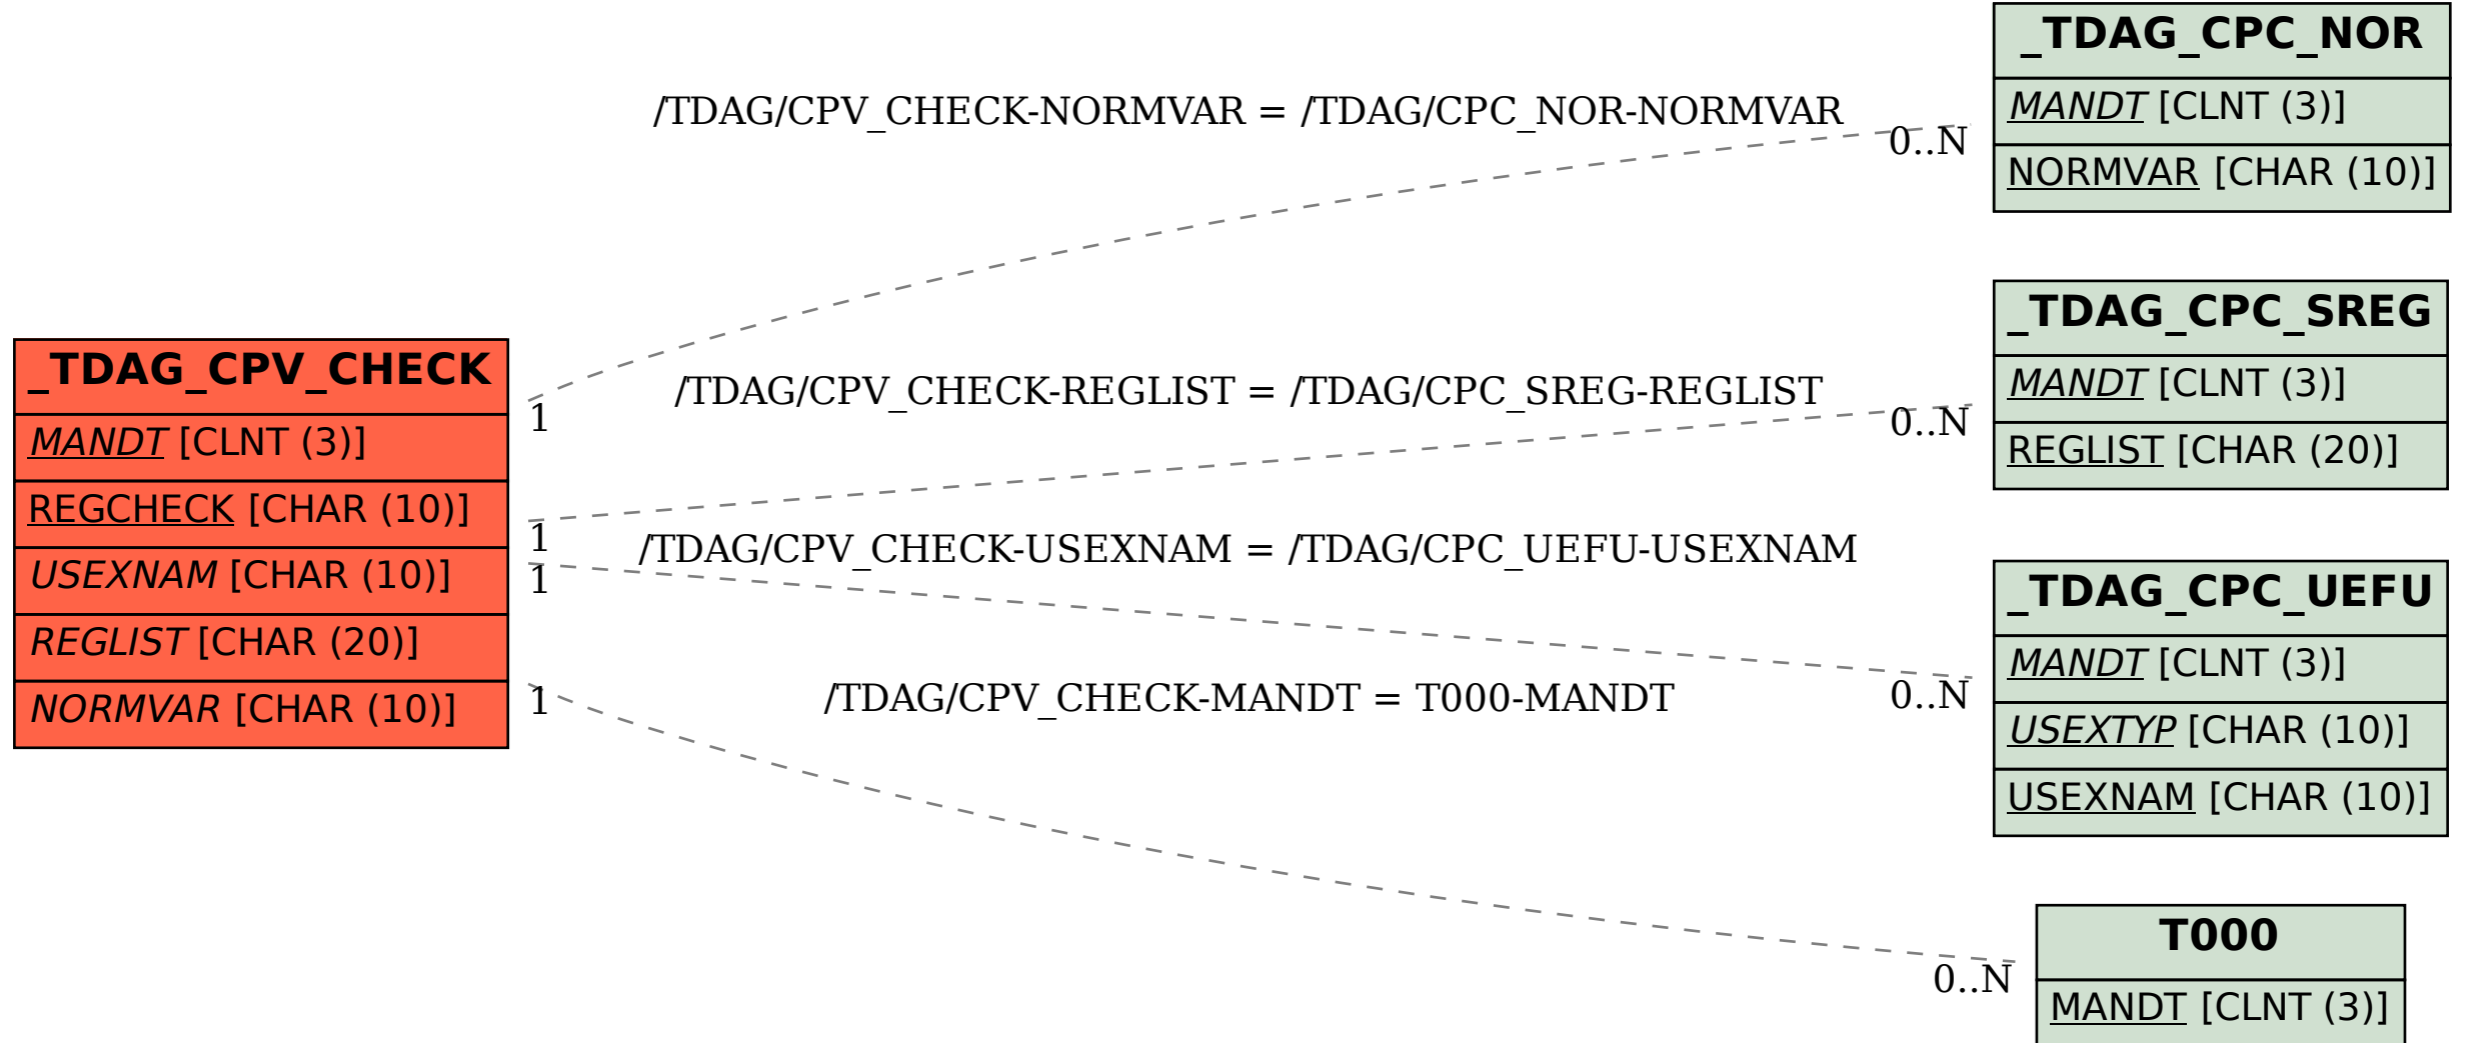 _TDAG_CPV_CHECK
MANDT [CLNT (3)]
REGCHECK [CHAR (10)]
USEXNAM [CHAR (10)]
REGLIST [CHAR (20)]
NORMVAR [CHAR (10)]
/TDAG/CPV_CHECK-NORMVAR = /TDAG/CPC_NOR-NORMVAR
1
0..N
/TDAG/CPV_CHECK-REGLIST = /TDAG/CPC_SREG-REGLIST
1
0..N
/TDAG/CPV_CHECK-USEXNAM = /TDAG/CPC_UEFU-USEXNAM
1
0..N
/TDAG/CPV_CHECK-MANDT = T000-MANDT
1
0..N
_TDAG_CPC_NOR
MANDT [CLNT (3)]
NORMVAR [CHAR (10)]
_TDAG_CPC_SREG
MANDT [CLNT (3)]
REGLIST [CHAR (20)]
_TDAG_CPC_UEFU
MANDT [CLNT (3)]
USEXTYP [CHAR (10)]
USEXNAM [CHAR (10)]
T000
MANDT [CLNT (3)]